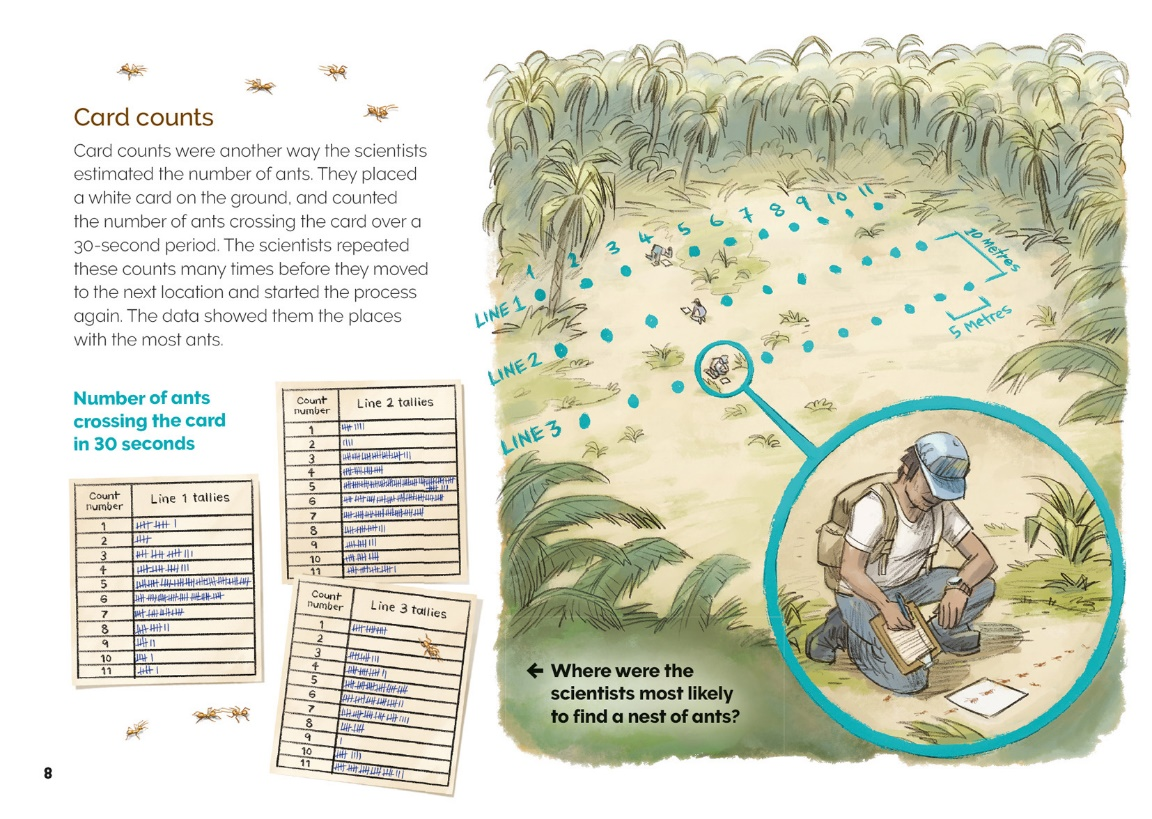 Card counts
Card counts were another way the scientists
estimated the number of ants. They placed
a white card on the ground, and counted
the number of ants crossing the card over a
30-second period. The scientists repeated
these counts many times before they moved
to the next location and started the process
again. The data showed them the places
with the most ants.
Number of ants
crossing the card
in 30 seconds
Count number
Line 1 tallies
1
2
3
4
5
6
7
8
9
10
11
Count number
Line 2 tallies
1
2
3
4
5
6
7
8
9
10
11
Count number
Line 3 tallies
1
2
3
4
5
6
7
8
9
10
11
1 2 3 4 5 6 7 8 9 10 11
LINE 1
LINE 2
LINE 3
10 Metres
5 Metres
← Where were the
scientists most likely
to find a nest of ants?
8